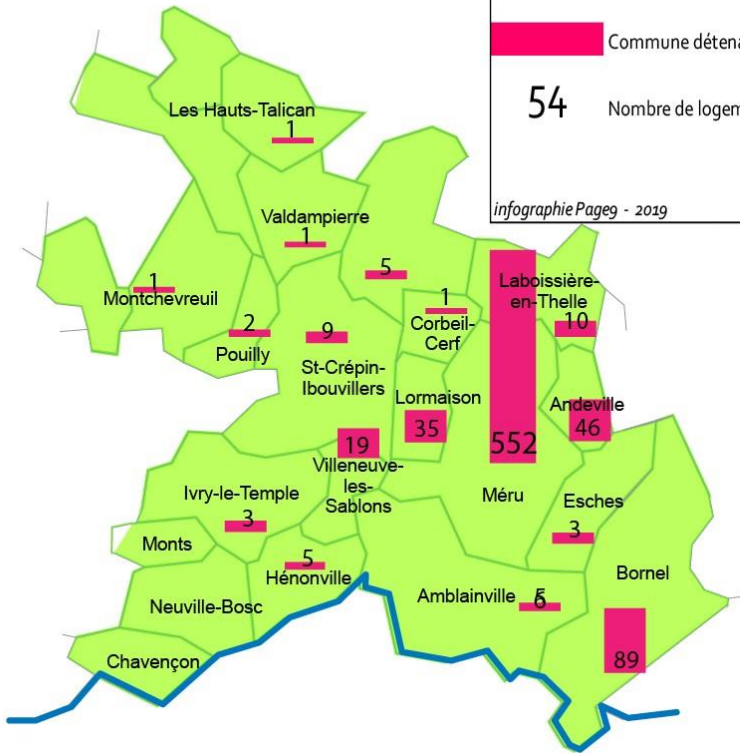 Commune déten
54
Nombre de logem
infographie Page9 - 2019
Les Hauts-Talican
1
Valdampierre
1
5
1
Montchevreuil
2
Pouilly
9
St-Crépin-
Ibouvillers
1
Corbeil-
Cerf
Laboissière-
en-Thelle
10
Lormaison
35
552
Méru
Andeville
46
19
Villeneuve-
les-
Sablons
Ivry-le-Temple
3
Esches
3
Monts
5
Hénonville
Neuville-Bosc
Amblainville
Bornel
89
Chavençon